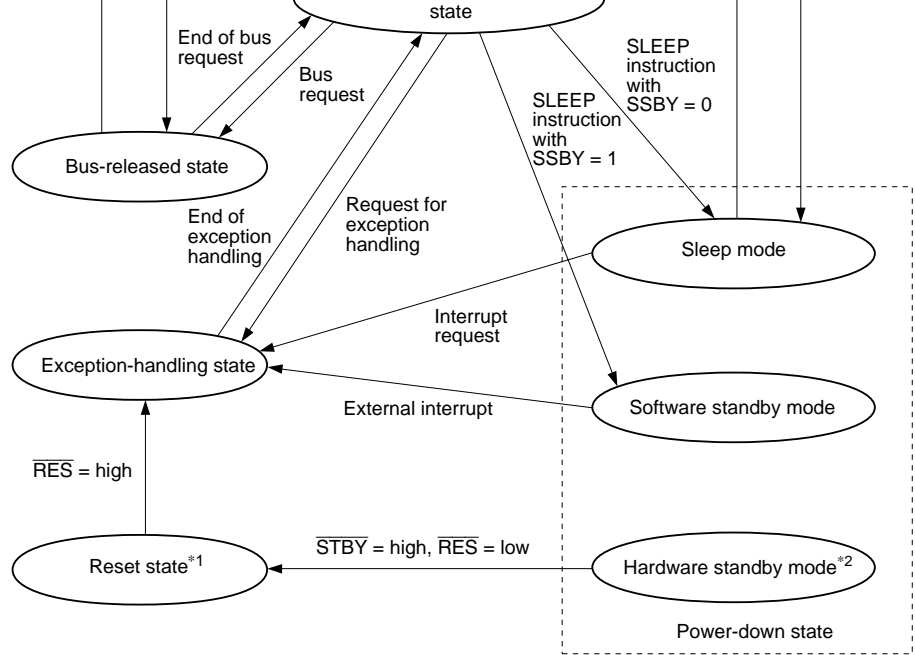 state
End of bus
request
Bus
request
SLEEP
instruction
with
SSBY = 0
SLEEP
instruction
with
SSBY = 1
Bus-released state
End of
exception
handling
Request for
exception
handling
Sleep mode
Interrupt
request
Exception-handling state
External interrupt
Software standby mode
RES = high
STBY = high, RES = low
Reset state*1
Hardware standby mode*2
Power-down state